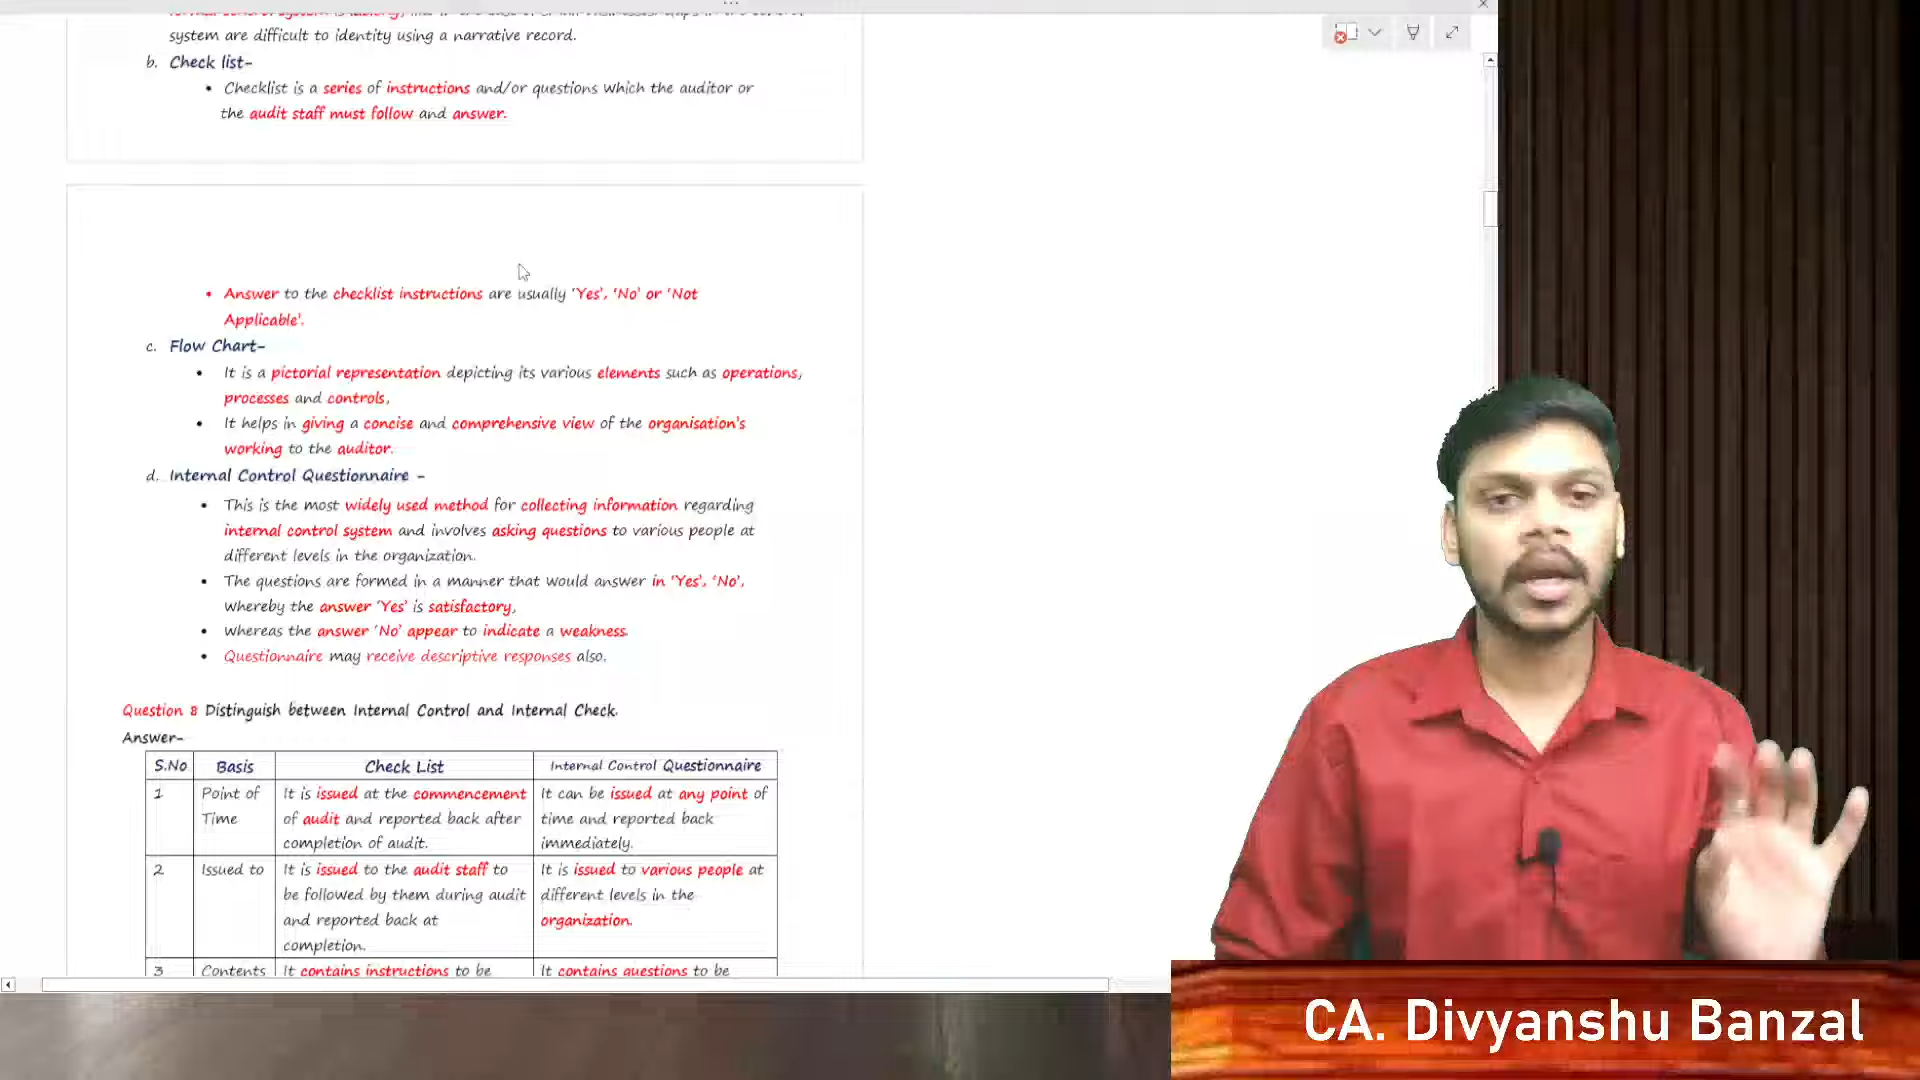 system are difficult to identity using a narrative record.
b. Check list-
• Checklist is a series of instructions and/or questions which the auditor or
the audit staff must follow and answer.
• Answer to the checklist instructions are usually 'Yes', 'No' or 'Not
Applicable'.
c. Flow Chart-
• It is a pictorial representation depicting its various elements such as operations,
processes and controls,
• It helps in giving a concise and comprehensive view of the organisation's
working to the auditor.
d. Internal Control Questionnaire -
• This is the most widely used method for collecting information regarding
internal control system and involves asking questions to various people at
different levels in the organization.
• The questions are formed in a manner that would answer in 'Yes', 'No',
whereby the answer 'Yes' is satisfactory,
• whereas the answer 'No' appear to indicate a weakness.
• Questionnaire may receive descriptive responses also.
Question 8 Distinguish between Internal Control and Internal Check.
Answer-
S.No Basis Check List Internal Control Questionnaire
1 Point of Time It is issued at the commencement of audit and reported back after completion of audit. It can be issued at any point of time and reported back immediately.
2 Issued to It is issued to the audit staff to be followed by them during audit and reported back at completion. It is issued to various people at different levels in the organization.
3 Contents It contains instructions to be It contains questions to be
CA. Divyanshu Banzal